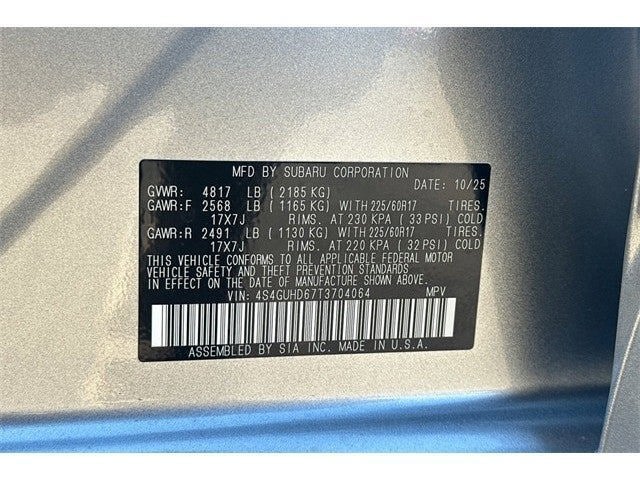 MFD BY SUBARU CORPORATION
GVWR: 4817 LB ( 2185 KG) DATE: 10/25
GAWR:F 2568 LB ( 1165 KG) WITH 225/60R17 TIRES.
17X7J RIMS. AT 230 KPA ( 33 PSI) COLD
GAWR:R 2491 LB ( 1130 KG) WITH 225/60R17 TIRES.
17X7J RIMS. AT 220 KPA ( 32 PSI) COLD
THIS VEHICLE CONFORMS TO ALL APPLICABLE FEDERAL MOTOR
VEHICLE SAFETY AND THEFT PREVENTION STANDARDS IN
EFFECT ON THE DATE OF MANUFACTURE SHOWN ABOVE.
VIN: 4S4GUHD67T3704064 MPV
ASSEMBLED BY SIA INC. MADE IN U.S.A.